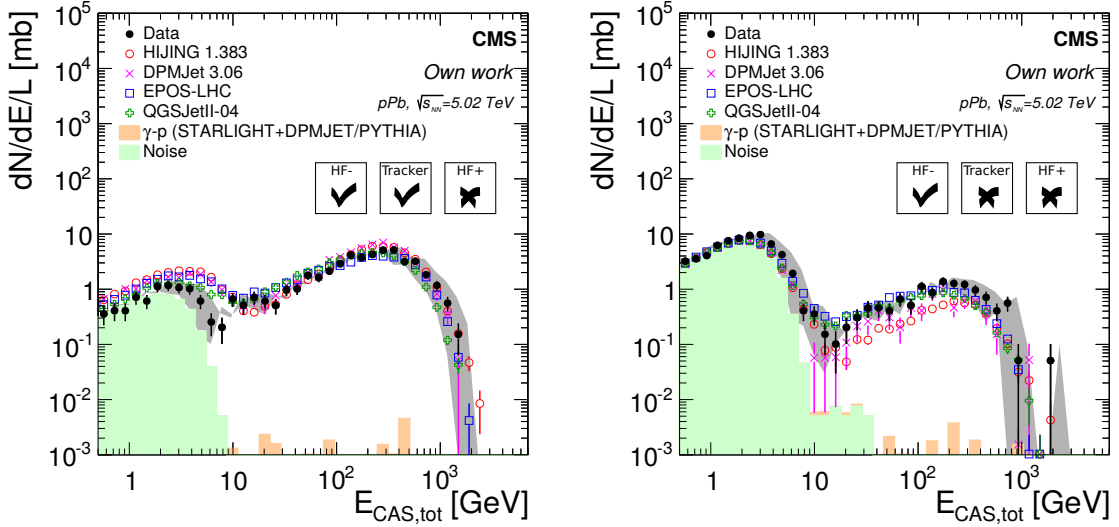 dN/dE/L [mb]
10^5
10^4
10^3
10^2
10
1
10^-1
10^-2
10^-3
Data
HIJING 1.383
DPMJet 3.06
EPOS-LHC
QGSJetII-04
γ-p (STARLIGHT+DPMJET/PYTHIA)
Noise
CMS
Own work
pPb, √s_NN=5.02 TeV
HF- Tracker HF+
1 10 10^2 10^3
E_CAS,tot [GeV]
dN/dE/L [mb]
10^5
10^4
10^3
10^2
10
1
10^-1
10^-2
10^-3
Data
HIJING 1.383
DPMJet 3.06
EPOS-LHC
QGSJetII-04
γ-p (STARLIGHT+DPMJET/PYTHIA)
Noise
CMS
Own work
pPb, √s_NN=5.02 TeV
HF- Tracker HF+
1 10 10^2 10^3
E_CAS,tot [GeV]